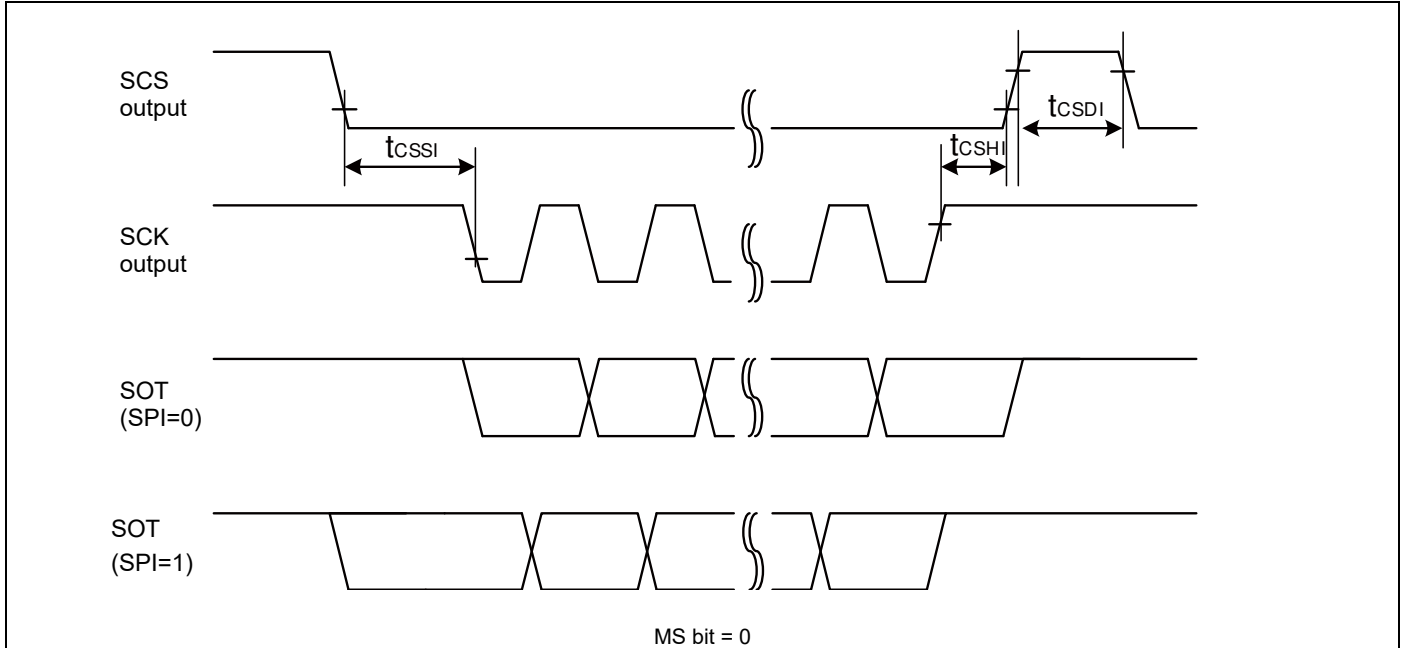 SCS
output
tCSDI
tCSSI
tCSHI
SCK
output
SOT
(SPI=0)
SOT
(SPI=1)
MS bit = 0